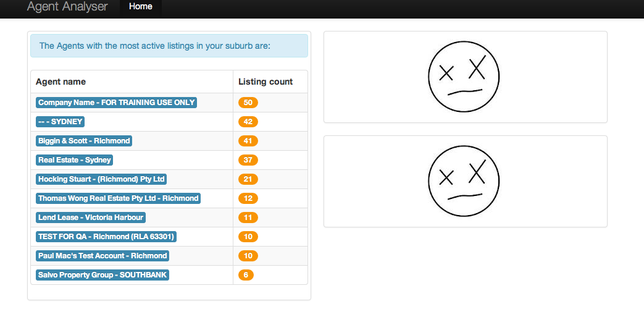 Agent Analyser Home
The Agents with the most active listings in your suburb are:
Agent name Listing count
Company Name - FOR TRAINING USE ONLY 50
--- - SYDNEY 42
Biggin & Scott - Richmond 41
Real Estate - Sydney 37
Hocking Stuart - (Richmond) Pty Ltd 21
Thomas Wong Real Estate Pty Ltd - Richmond 12
Lend Lease - Victoria Harbour 11
TEST FOR QA - Richmond (RLA 63301) 10
Paul Mac's Test Account - Richmond 10
Salvo Property Group - SOUTHBANK 6